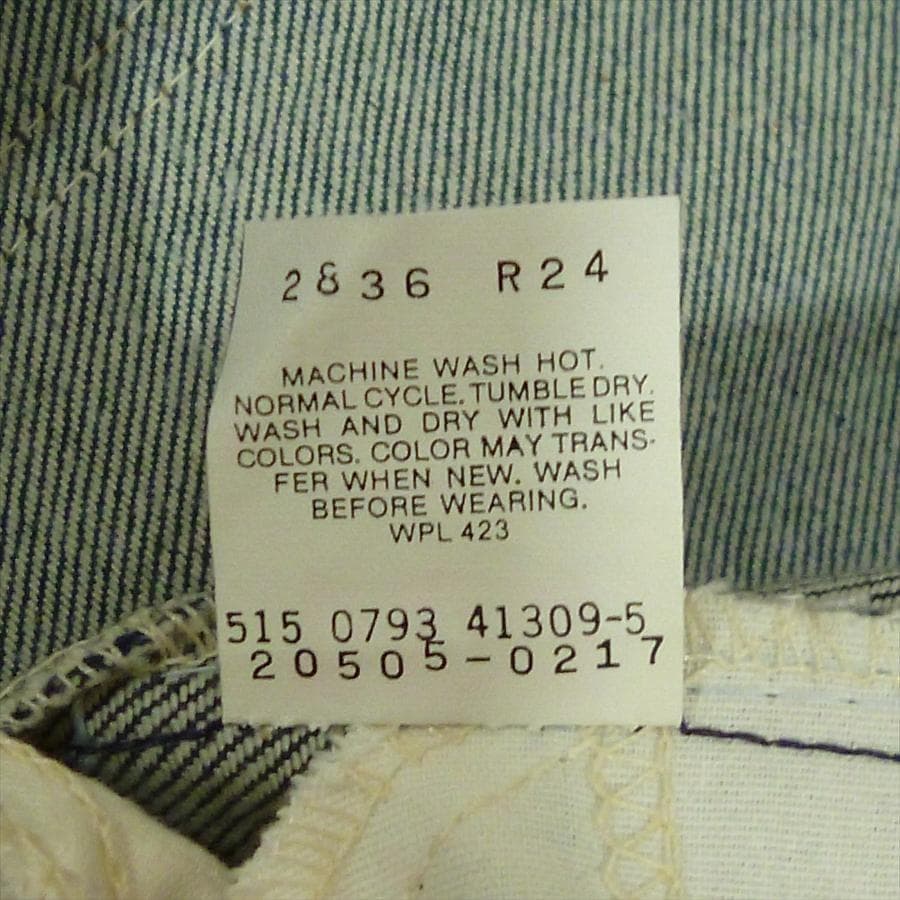 2836 R24
MACHINE WASH HOT.
NORMAL CYCLE. TUMBLE DRY.
WASH AND DRY WITH LIKE
COLORS. COLOR MAY TRANS-
FER WHEN NEW. WASH
BEFORE WEARING.
WPL 423
515 0793 41309-5
20505-0217